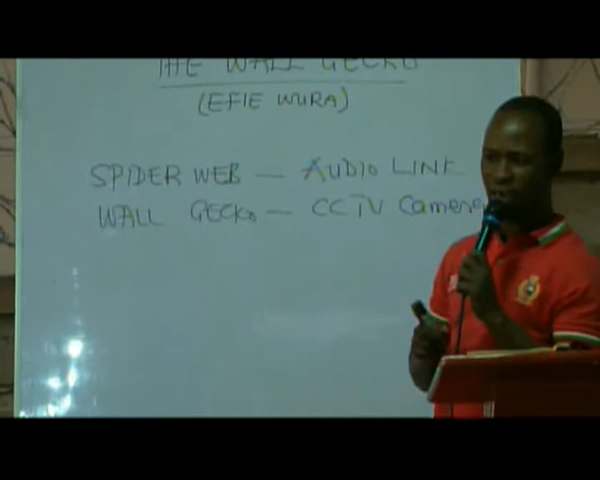 THE WALL GECKO
(EFIE WURA)
SPIDER WEB — AUDIO LINK
WALL GECKO — CCTV Camera